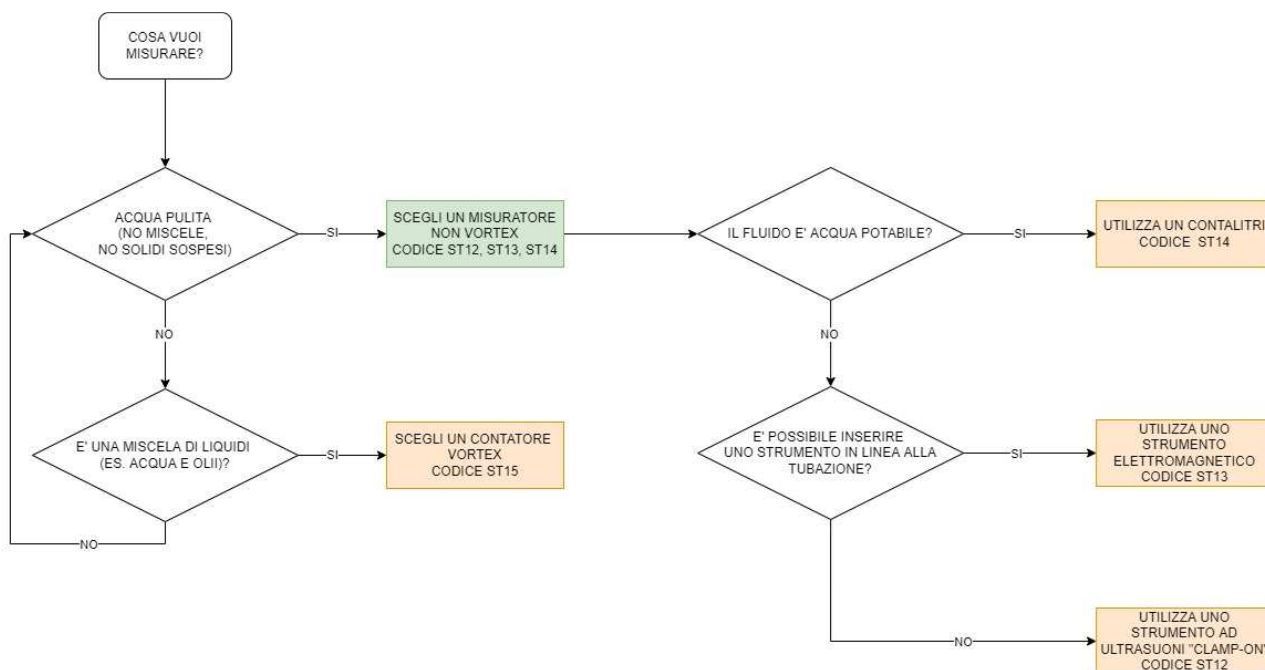 COSA VUOI
MISURARE?
ACQUA PULITA
(NO MISCELE,
NO SOLIDI SOSPESI)
SI
SCEGLI UN MISURATORE
NON VORTEX
CODICE ST12, ST13, ST14
IL FLUIDO E' ACQUA POTABILE?
SI
UTILIZZA UN CONTALITRI
CODICE ST14
NO
NO
E' UNA MISCELA DI LIQUIDI
(ES. ACQUA E OLII)?
SI
SCEGLI UN CONTATORE
VORTEX
CODICE ST15
E' POSSIBILE INSERIRE
UNO STRUMENTO IN LINEA ALLA
TUBAZIONE?
SI
UTILIZZA UNO
STRUMENTO
ELETTROMAGNETICO
CODICE ST13
NO
NO
UTILIZZA UNO
STRUMENTO AD
ULTRASUONI "CLAMP-ON"
CODICE ST12